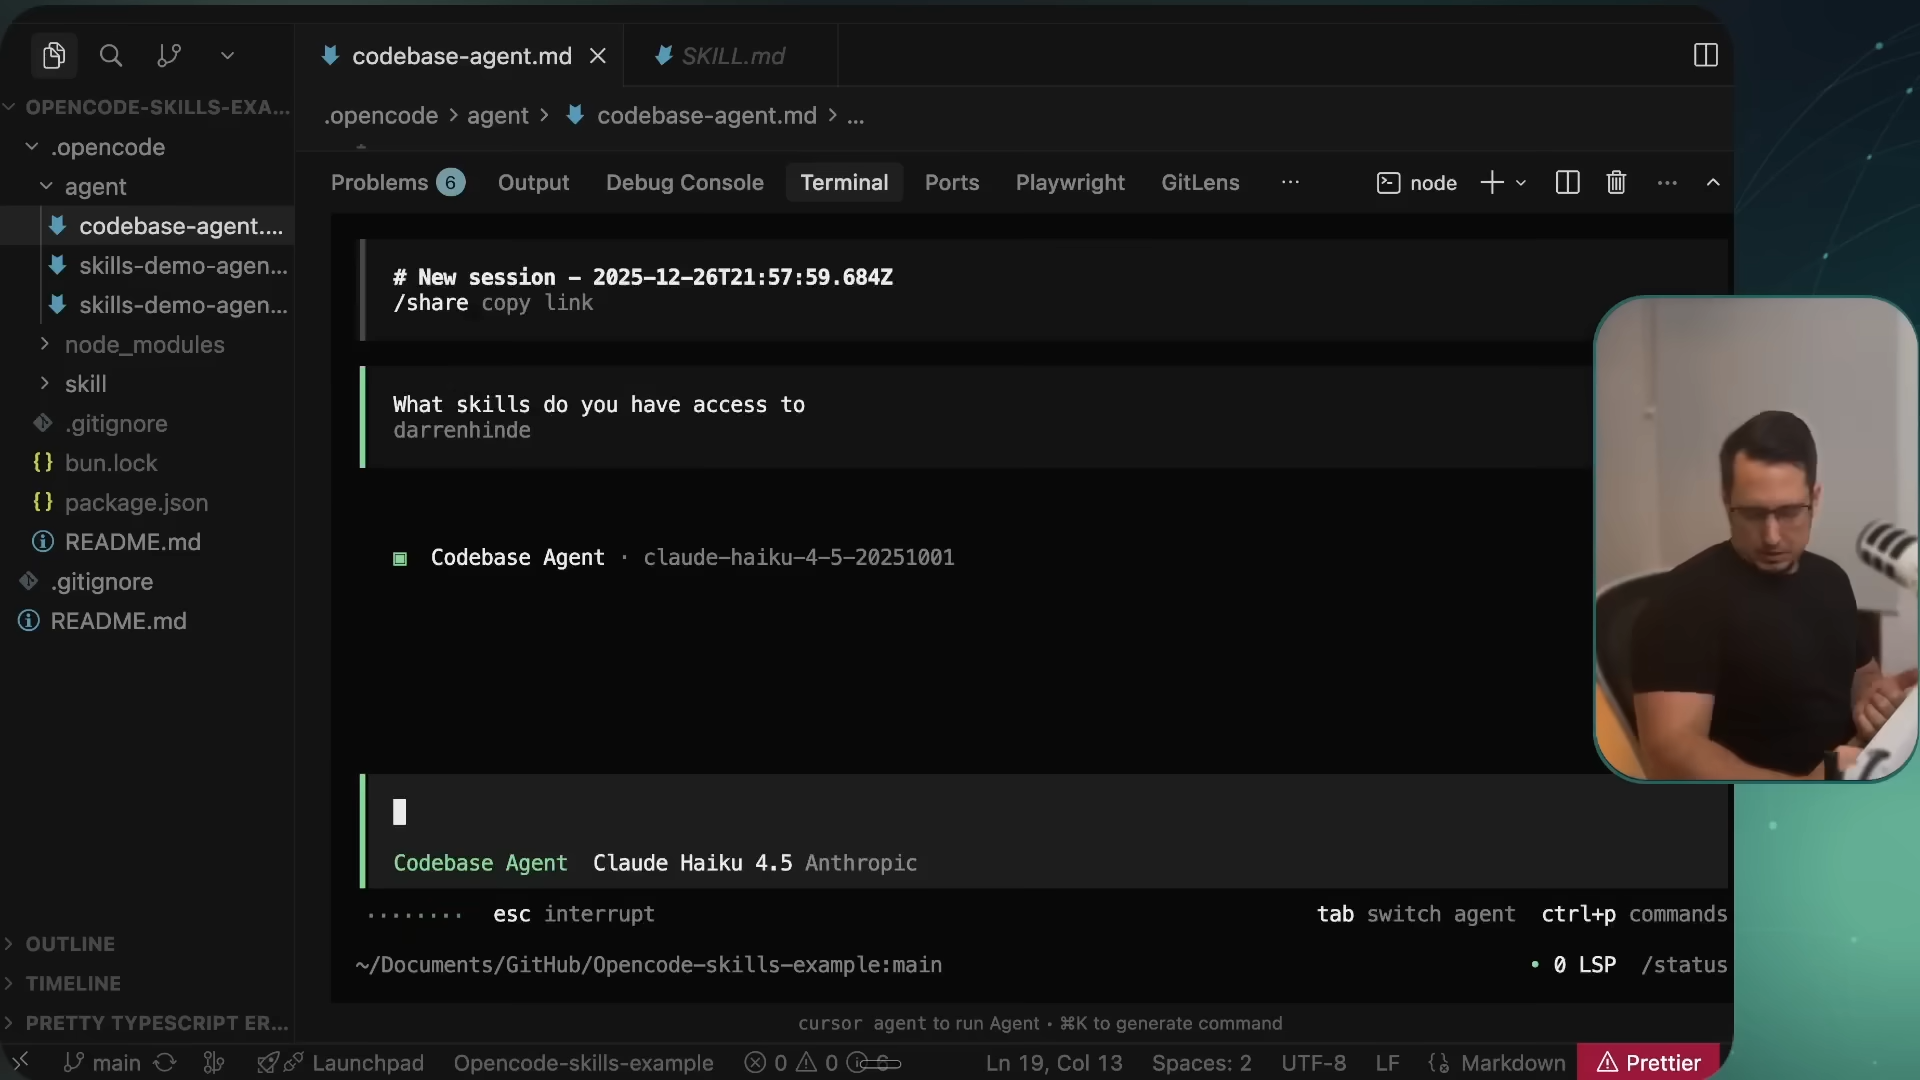 codebase-agent.md
SKILL.md
OPENCODE-SKILLS-EXA...
.opencode
agent
codebase-agent....
skills-demo-agen...
skills-demo-agen...
node_modules
skill
.gitignore
bun.lock
package.json
README.md
.gitignore
README.md
OUTLINE
TIMELINE
PRETTY TYPESCRIPT ER...
.opencode > agent > codebase-agent.md > ...
Problems 6 Output Debug Console Terminal Ports Playwright GitLens ... node
# New session - 2025-12-26T21:57:59.684Z
/share copy link
What skills do you have access to
darrenhinde
Codebase Agent · claude-haiku-4-5-20251001
Codebase Agent Claude Haiku 4.5 Anthropic
esc interrupt tab switch agent ctrl+p commands
~/Documents/GitHub/Opencode-skills-example:main • 0 LSP /status
cursor agent to run Agent • ⌘K to generate command
main Launchpad Opencode-skills-example 0 0 6 Ln 19, Col 13 Spaces: 2 UTF-8 LF Markdown Prettier